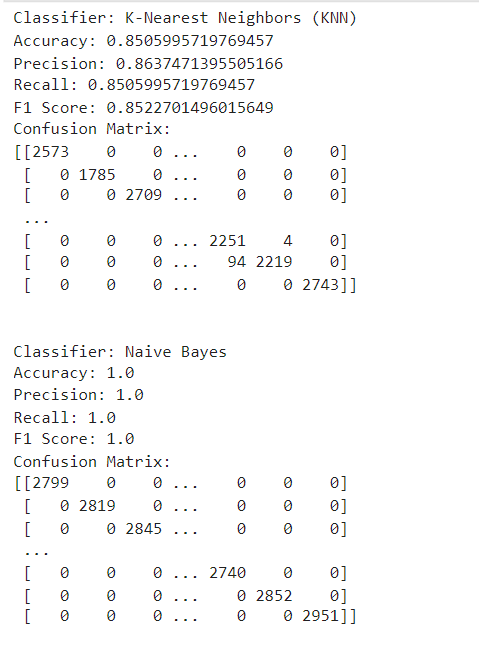 Classifier: K-Nearest Neighbors (KNN)
Accuracy: 0.8505995719769457
Precision: 0.8637471395505166
Recall: 0.8505995719769457
F1 Score: 0.8522701496015649
Confusion Matrix:
[[2573    0    0 ...    0    0    0]
 [   0 1785    0 ...    0    0    0]
 [   0    0 2709 ...    0    0    0]
 ...
 [   0    0    0 ... 2251    4    0]
 [   0    0    0 ...   94 2219    0]
 [   0    0    0 ...    0    0 2743]]
Classifier: Naive Bayes
Accuracy: 1.0
Precision: 1.0
Recall: 1.0
F1 Score: 1.0
Confusion Matrix:
[[2799    0    0 ...    0    0    0]
 [   0 2819    0 ...    0    0    0]
 [   0    0 2845 ...    0    0    0]
 ...
 [   0    0    0 ... 2740    0    0]
 [   0    0    0 ...    0 2852    0]
 [   0    0    0 ...    0    0 2951]]